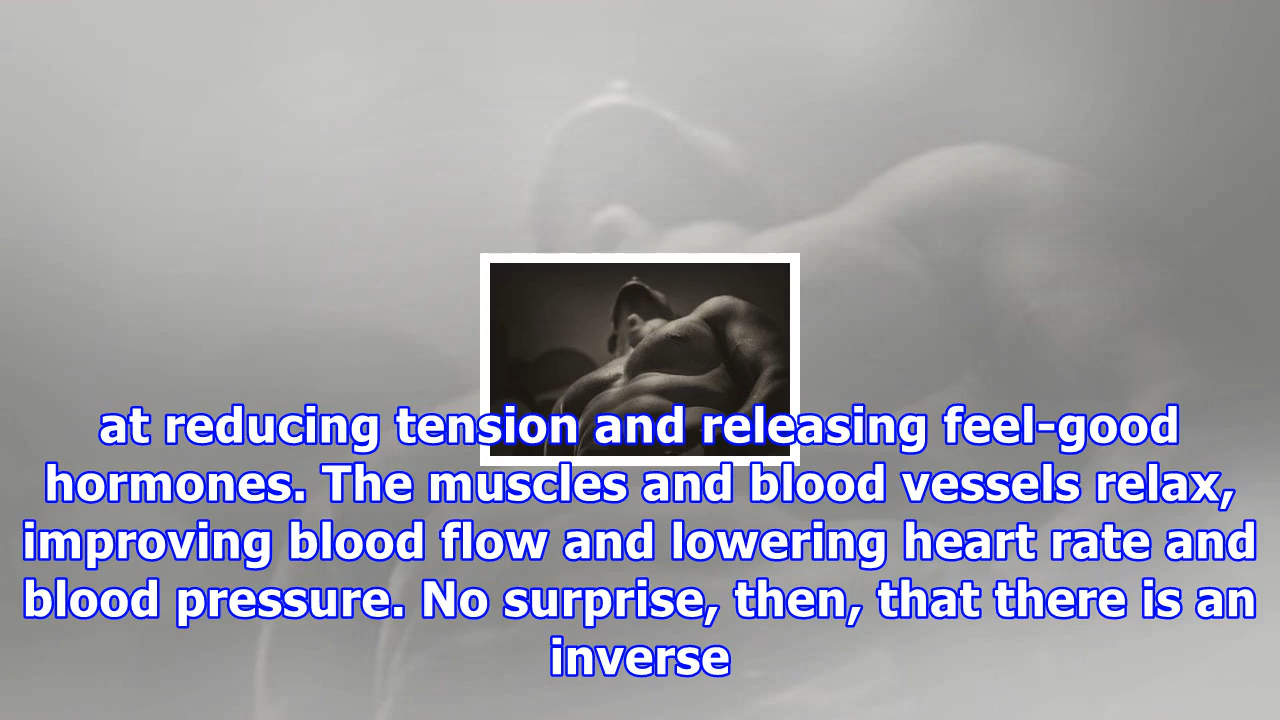 at reducing tension and releasing feel-good
hormones. The muscles and blood vessels relax,
improving blood flow and lowering heart rate and
blood pressure. No surprise, then, that there is an
inverse